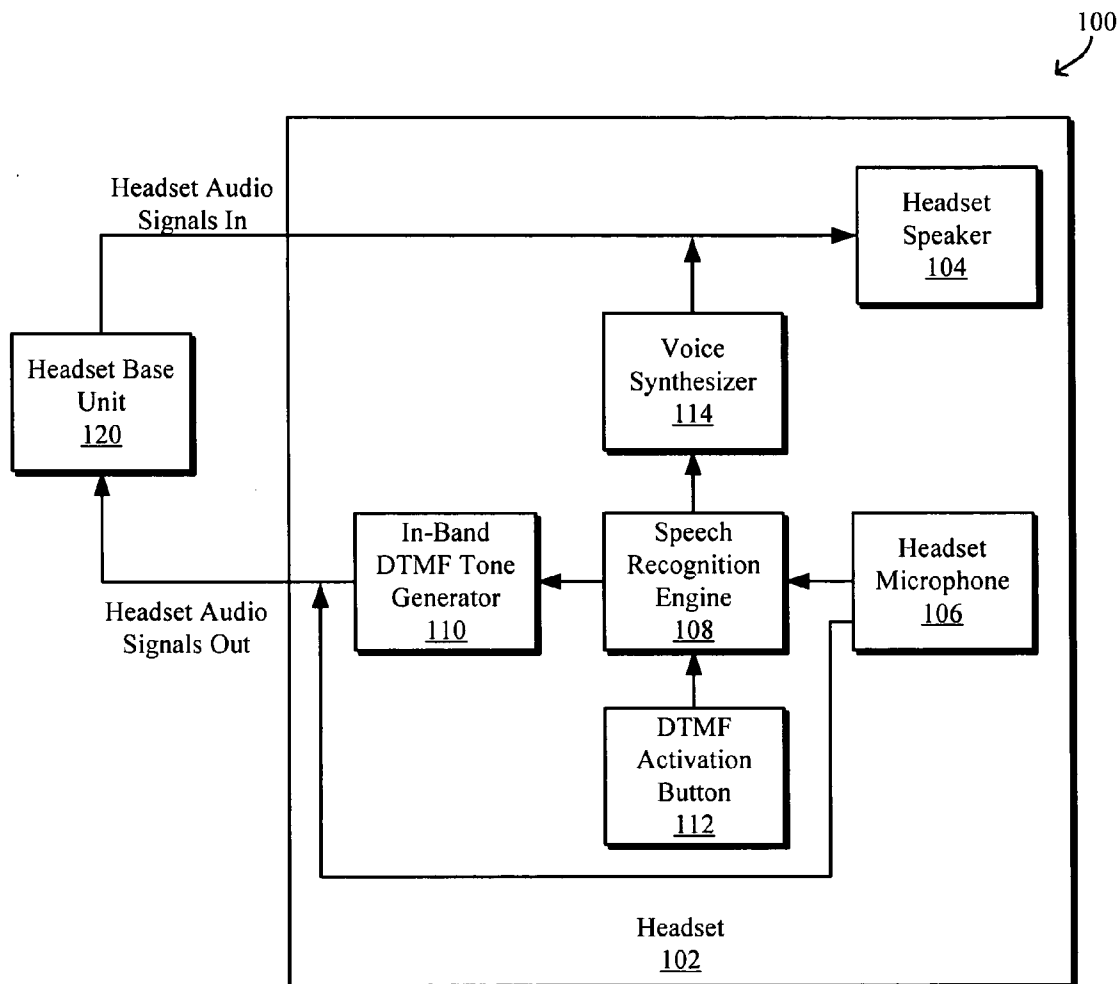 100
Headset Audio
Signals In
Headset
Speaker
104
Headset Base
Unit
120
Voice
Synthesizer
114
In-Band
DTMF Tone
Generator
110
Speech
Recognition
Engine
108
Headset
Microphone
106
Headset Audio
Signals Out
DTMF
Activation
Button
112
Headset
102